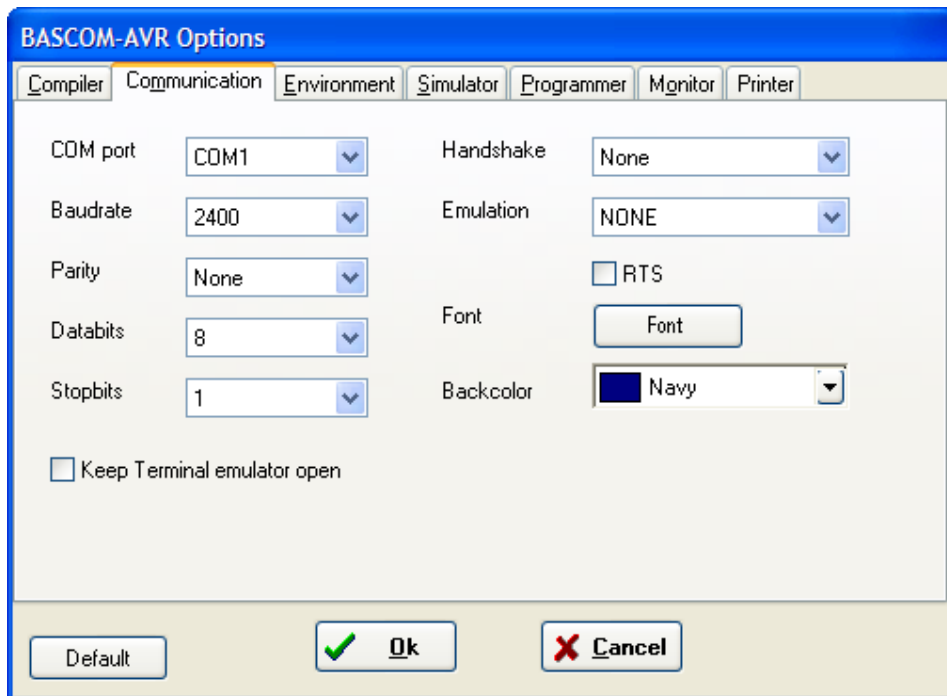 BASCOM-AVR Options
Compiler Communication Environment Simulator Programmer Monitor Printer
COM port COM1 Handshake None
Baudrate 2400 Emulation NONE
Parity None RTS
Databits 8 Font Font
Stopbits 1 Backcolor Navy
Keep Terminal emulator open
Default Ok Cancel